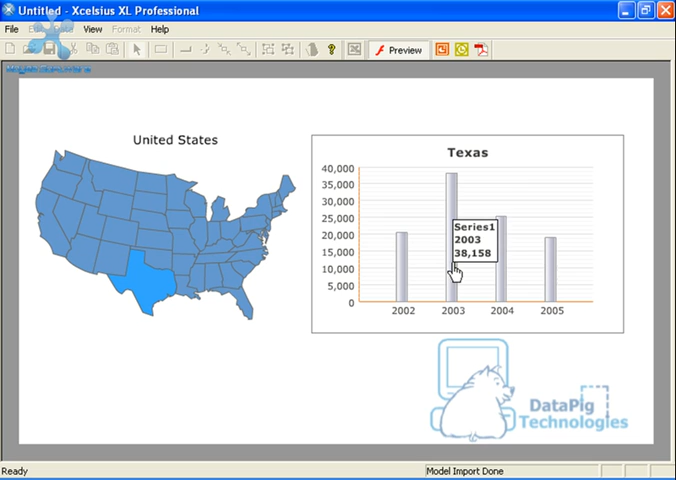 Untitled - Xcelsius XL Professional
File
View Format Help
Preview
United States
Texas
40,000
35,000
30,000
25,000
20,000
15,000
10,000
5,000
0
Series1
2003
38,158
2002 2003 2004 2005
DataPig
Technologies
Ready
Model Import Done